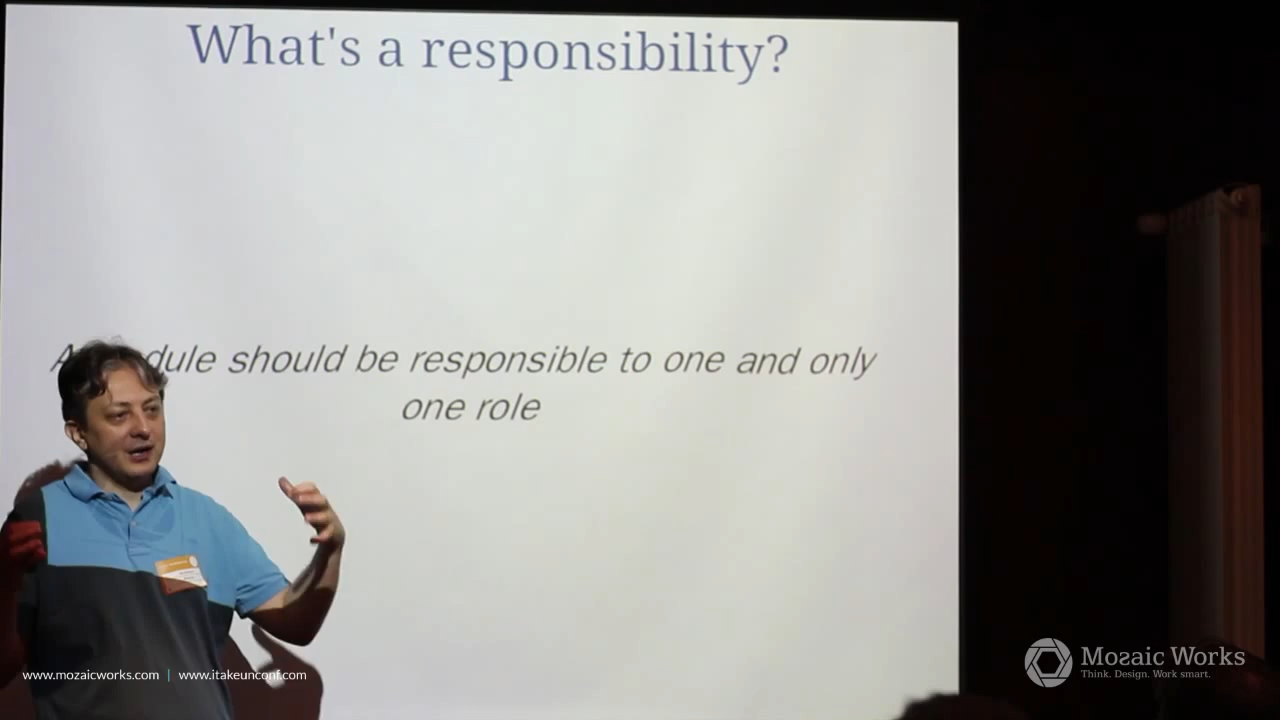 What's a responsibility?
dule should be responsible to one and only
one role
www.mozaicworks.com | www.itakeunconf.com
Mozaic Works
Think. Design. Work smart.